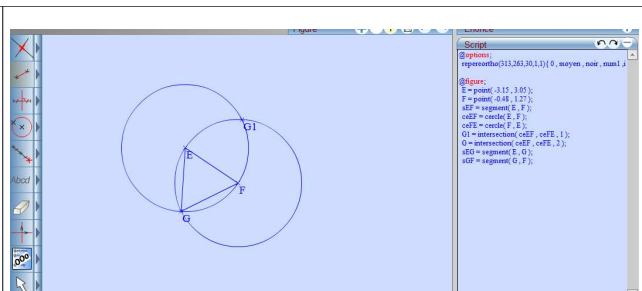 Figure
Enoncé
Script
@options;
repereortho(313,263,30,1,1){ 0 , moyen , noir , num1 ,i
@figure;
E = point( -3.15 , 3.05 );
F = point( -0.48 , 1.27 );
sEF = segment( E , F );
ceEF = cercle( E , F );
ceFE = cercle( F , E );
G1 = intersection( ceEF , ceFE , 1 );
G = intersection( ceEF , ceFE , 2 );
sEG = segment( E , G );
sGF = segment( G , F );
G1
E
F
G
Abcd